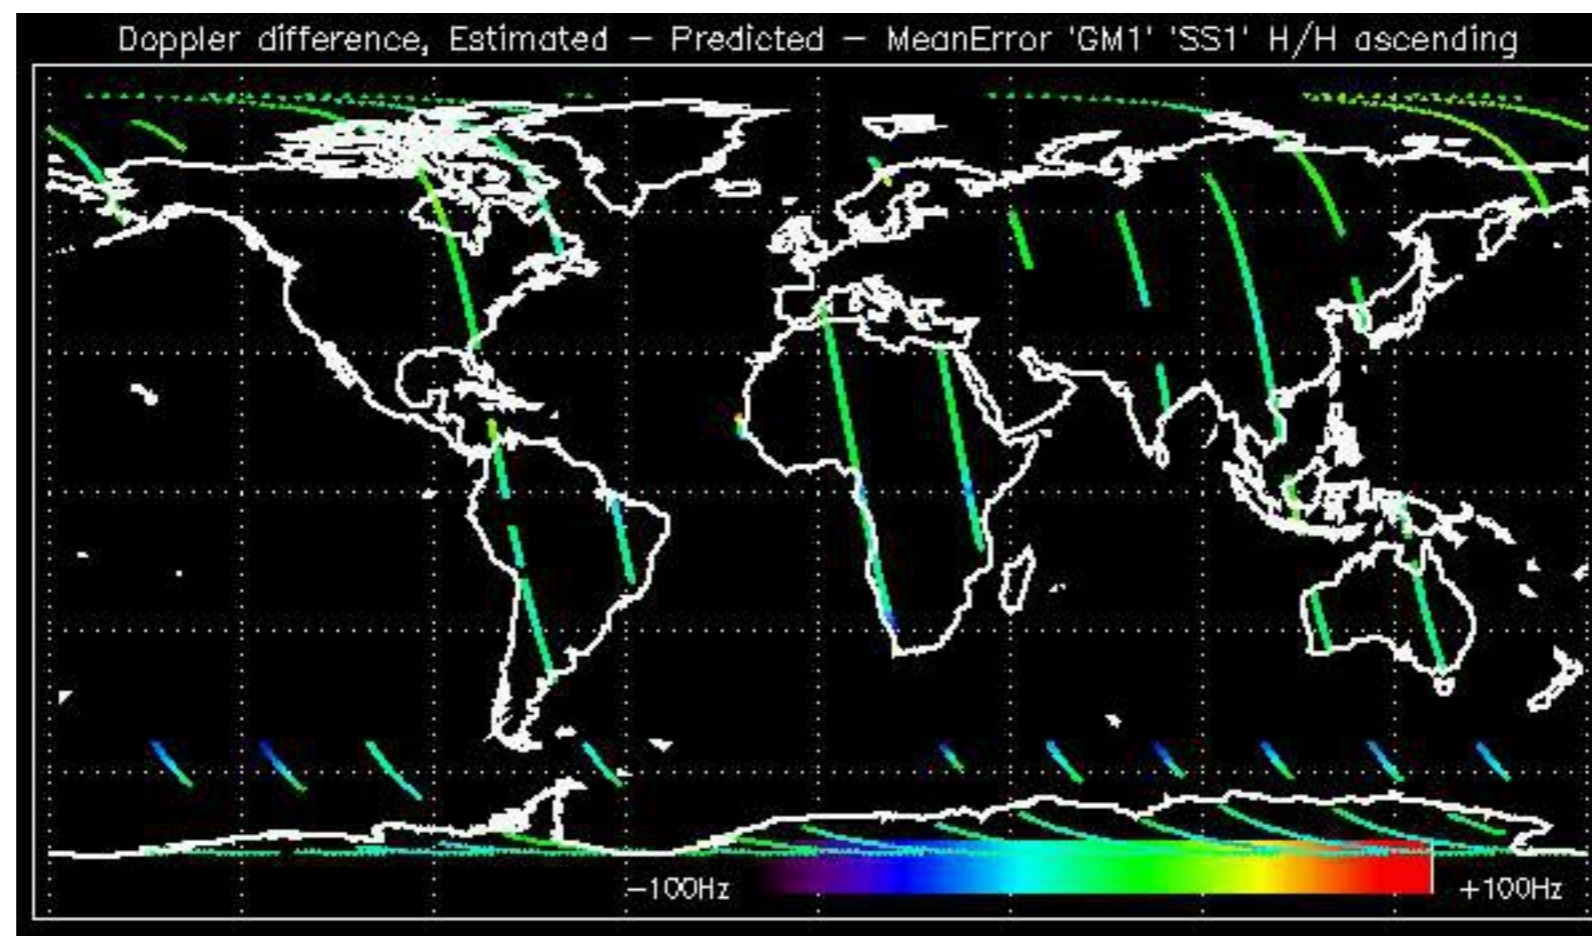 Doppler difference, Estimated – Predicted – MeanError 'GM1' 'SS1' H/H ascending
–100Hz +100Hz